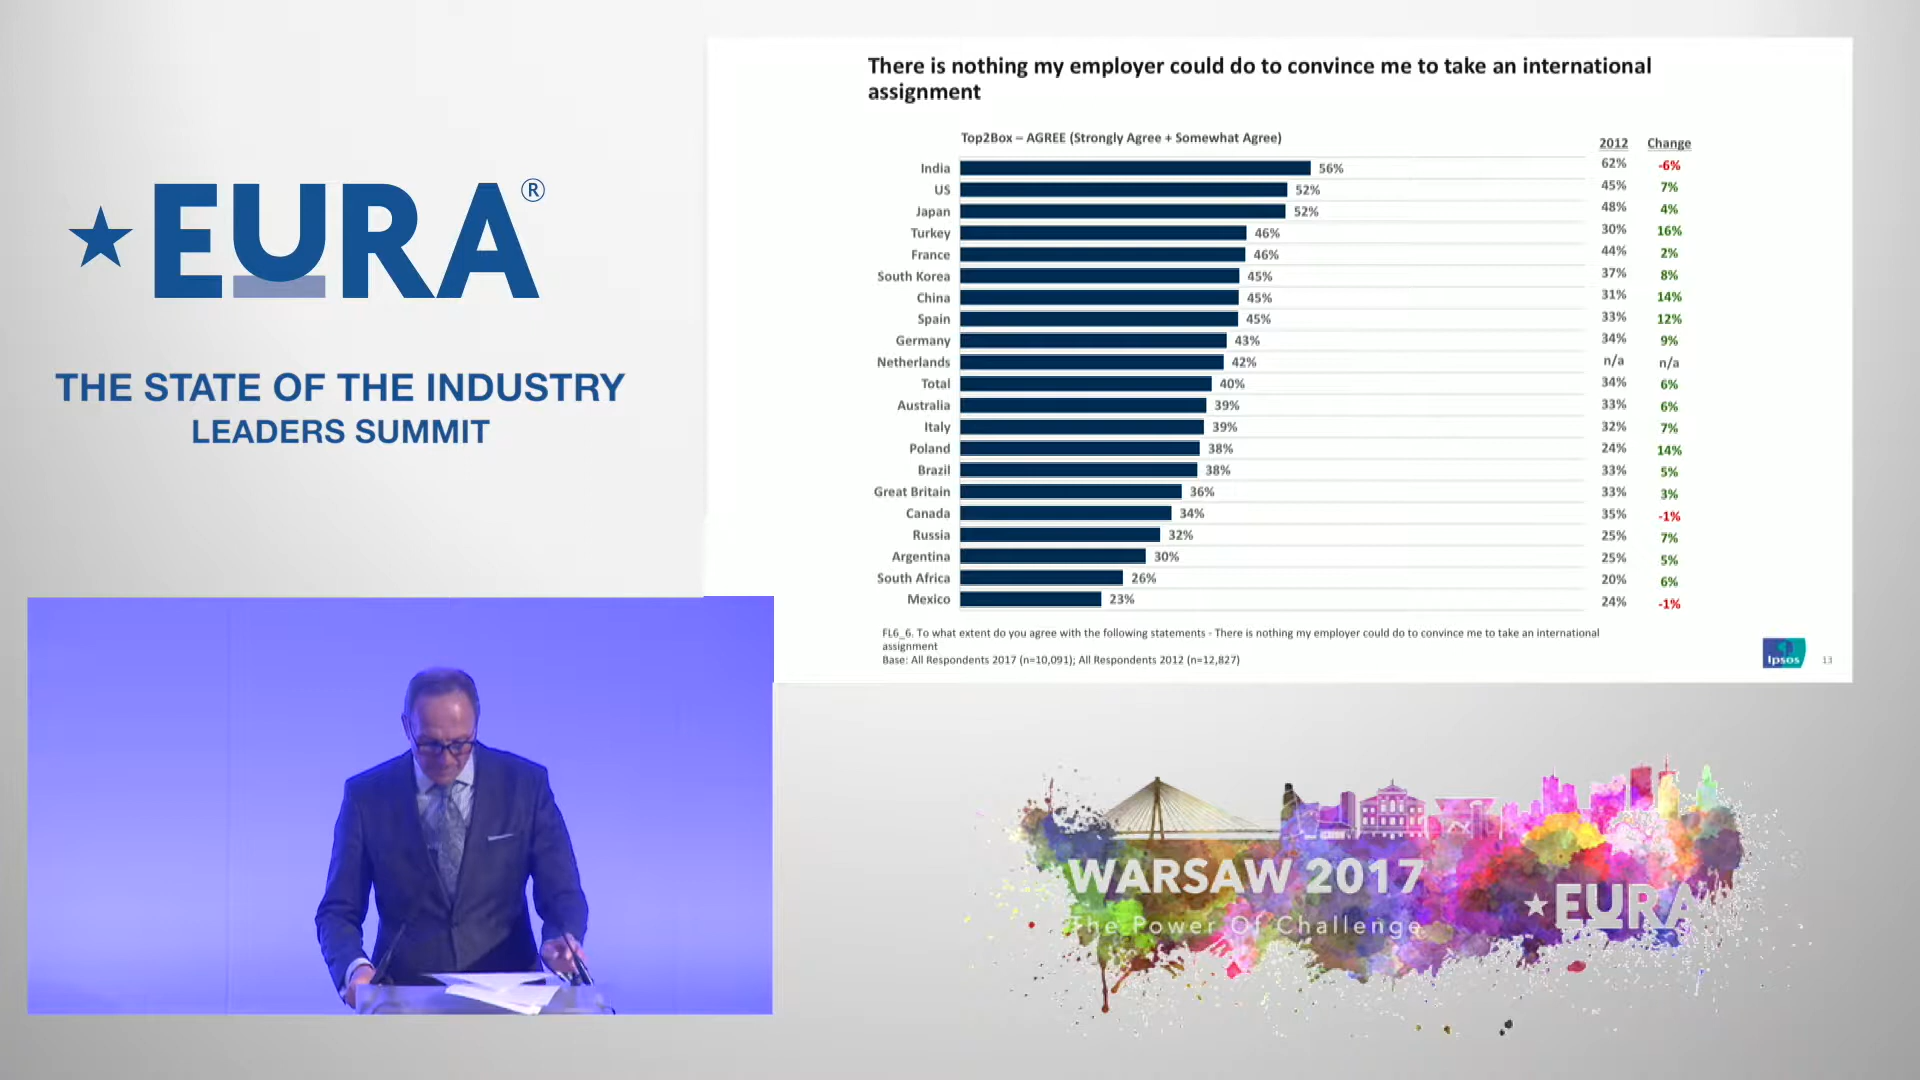 EURA®
THE STATE OF THE INDUSTRY
LEADERS SUMMIT
There is nothing my employer could do to convince me to take an international
assignment
Top2Box = AGREE (Strongly Agree + Somewhat Agree)
2012 Change
India 56% 62% -6%
US 52% 45% 7%
Japan 52% 48% 4%
Turkey 46% 30% 16%
France 46% 44% 2%
South Korea 45% 37% 8%
China 45% 31% 14%
Spain 45% 33% 12%
Germany 43% 34% 9%
Netherlands 42% n/a n/a
Total 40% 34% 6%
Australia 39% 33% 6%
Italy 39% 32% 7%
Poland 38% 24% 14%
Brazil 38% 33% 5%
Great Britain 36% 33% 3%
Canada 34% 35% -1%
Russia 32% 25% 7%
Argentina 30% 25% 5%
South Africa 26% 20% 6%
Mexico 23% 24% -1%
FL6_6. To what extent do you agree with the following statements - There is nothing my employer could do to convince me to take an international
assignment
Base: All Respondents 2017 (n=10,091); All Respondents 2012 (n=12,827)
Ipsos
13
WARSAW 2017
The Power Of Challenge
EURA